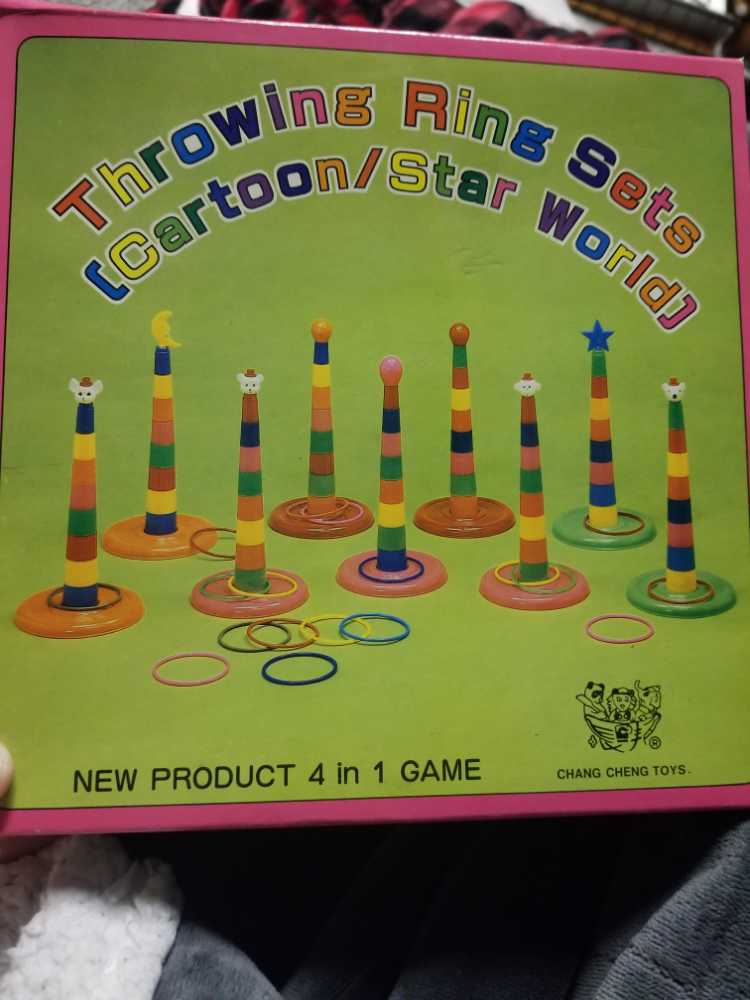 Throwing Ring Sets
(Cartoon/Star World)
NEW PRODUCT 4 in 1 GAME
®
CHANG CHENG TOYS.